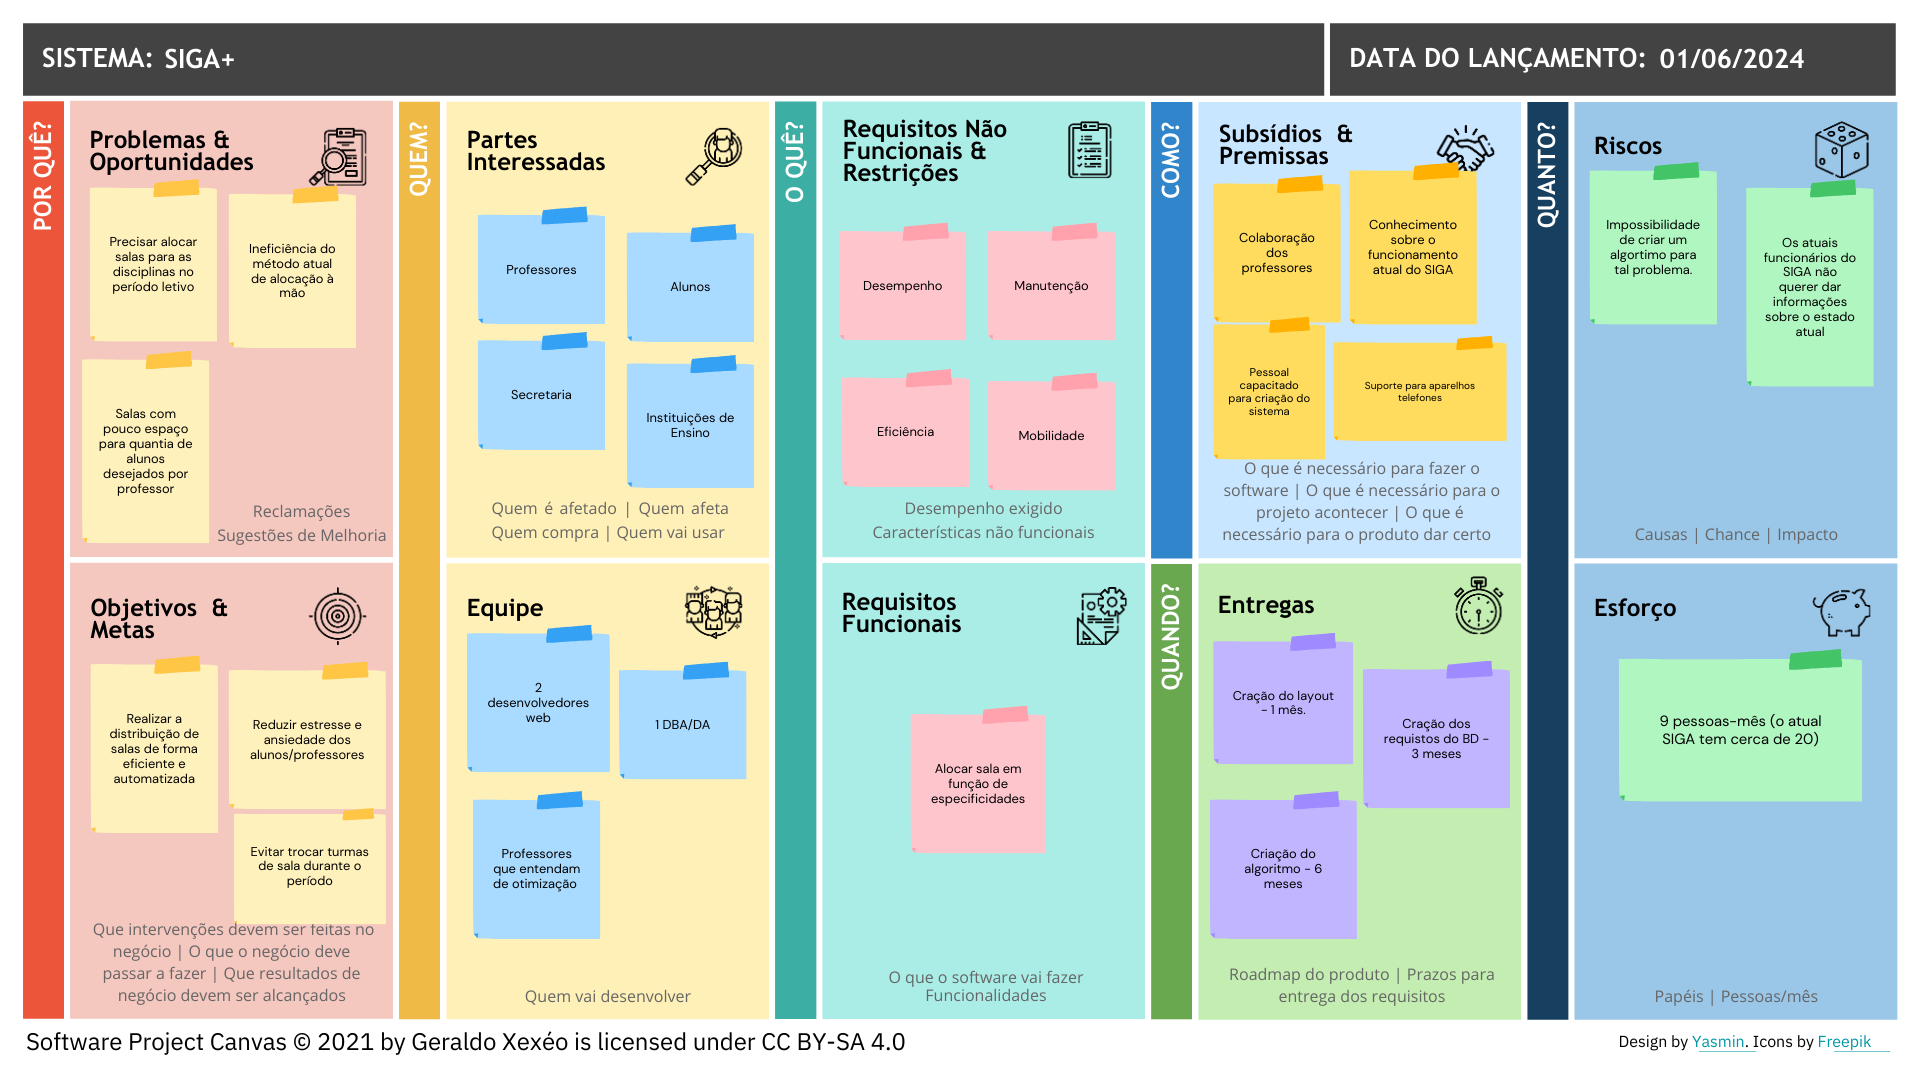 SISTEMA: SIGA+
DATA DO LANÇAMENTO: 01/06/2024
POR QUÊ?
Problemas &
Oportunidades
Precisar alocar
salas para as
disciplinas no
período letivo
Ineficiência do
método atual
de alocação à
mão
Salas com
pouco espaço
para quantia de
alunos
desejados por
professor
Reclamações
Sugestões de Melhoria
Objetivos &
Metas
Realizar a
distribuição de
salas de forma
eficiente e
automatizada
Reduzir estresse e
ansiedade dos
alunos/professores
Evitar trocar turmas
de sala durante o
período
Que intervenções devem ser feitas no
negócio | O que o negócio deve
passar a fazer | Que resultados de
negócio devem ser alcançados
QUEM?
Partes
Interessadas
Professores
Alunos
Secretaria
Instituições de
Ensino
Quem é afetado | Quem afeta
Quem compra | Quem vai usar
Equipe
2
desenvolvedores
web
1 DBA/DA
Professores
que entendam
de otimização
Quem vai desenvolver
O QUÊ?
Requisitos Não
Funcionais &
Restrições
Desempenho
Manutenção
Eficiência
Mobilidade
Desempenho exigido
Características não funcionais
Requisitos
Funcionais
Alocar sala em
função de
especificidades
O que o software vai fazer
Funcionalidades
COMO?
Subsídios &
Premissas
Colaboração
dos
professores
Conhecimento
sobre o
funcionamento
atual do SIGA
Pessoal
capacitado
para criação do
sistema
Suporte para aparelhos
telefones
O que é necessário para fazer o
software | O que é necessário para o
projeto acontecer | O que é
necessário para o produto dar certo
QUANDO?
Entregas
Cração do layout
- 1 mês.
Cração dos
requistos do BD -
3 meses
Criação do
algoritmo - 6
meses
Roadmap do produto | Prazos para
entrega dos requisitos
QUANTO?
Riscos
Impossibilidade
de criar um
algortimo para
tal problema.
Os atuais
funcionários do
SIGA não
querer dar
informações
sobre o estado
atual
Causas | Chance | Impacto
Esforço
9 pessoas-mês (o atual
SIGA tem cerca de 20)
Papéis | Pessoas/mês
Software Project Canvas © 2021 by Geraldo Xexéo is licensed under CC BY-SA 4.0
Design by Yasmin. Icons by Freepik